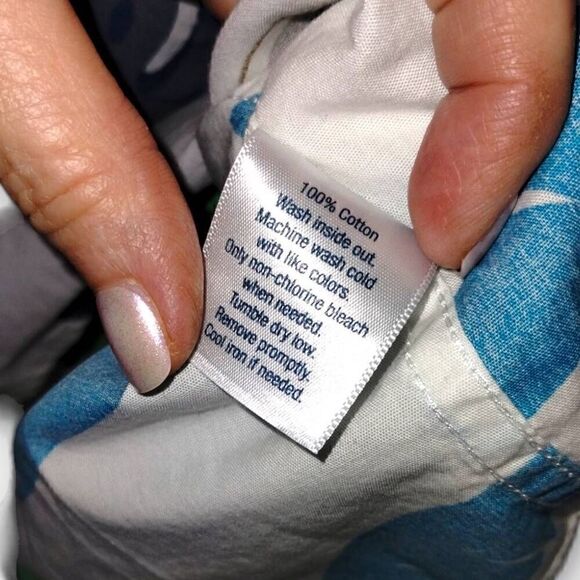 100% Cotton
Wash inside out.
Machine wash cold
with like colors.
Only non-chlorine bleach
when needed.
Tumble dry low.
Remove promptly.
Cool iron if needed.